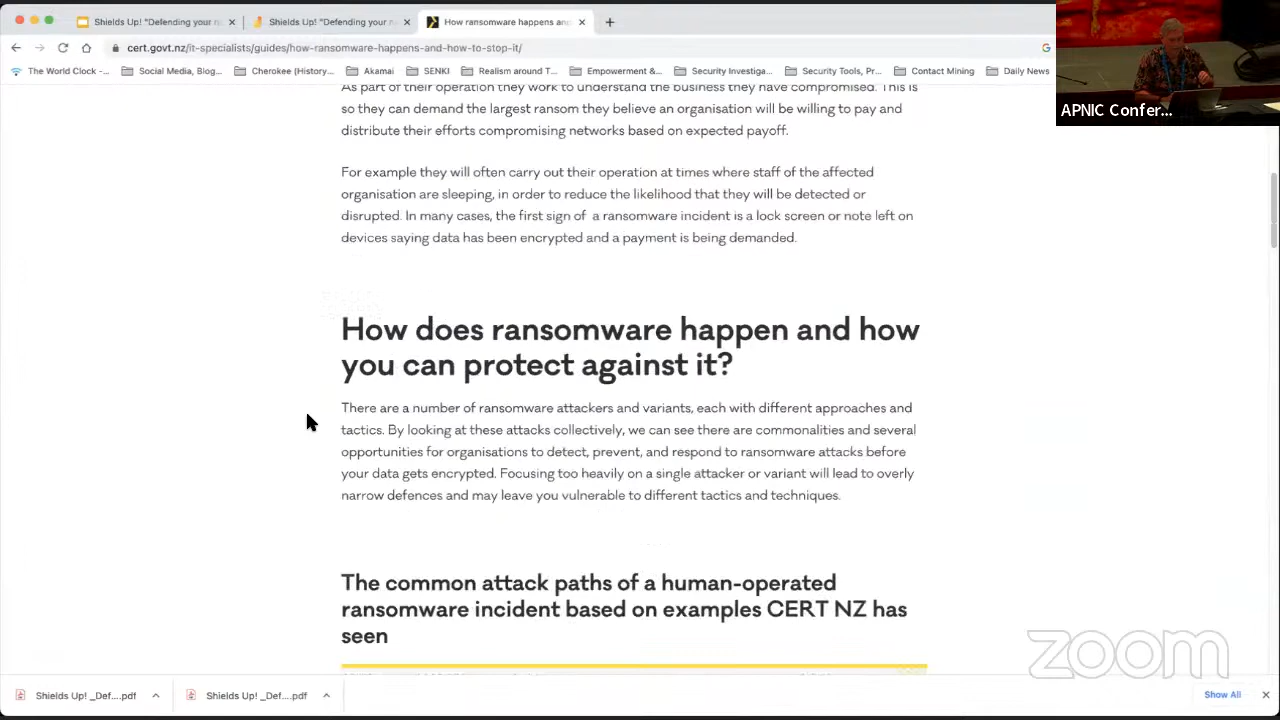 Shields Up! "Defending your n
Shields Up! "Defending your n
How ransomware happens and
cert.govt.nz/it-specialists/guides/how-ransomware-happens-and-how-to-stop-it/
The World Clock -...
Social Media, Blog...
Cherokee (History...
Akamai
SENKI
Realism around T...
Empowerment &...
Security Investiga...
Security Tools, Pr...
Contact Mining
Daily News
APNIC Confer...
As part of their operation they work to understand the business they have compromised. This is
so they can demand the largest ransom they believe an organisation will be willing to pay and
distribute their efforts compromising networks based on expected payoff.
For example they will often carry out their operation at times where staff of the affected
organisation are sleeping, in order to reduce the likelihood that they will be detected or
disrupted. In many cases, the first sign of a ransomware incident is a lock screen or note left on
devices saying data has been encrypted and a payment is being demanded.
How does ransomware happen and how
you can protect against it?
There are a number of ransomware attackers and variants, each with different approaches and
tactics. By looking at these attacks collectively, we can see there are commonalities and several
opportunities for organisations to detect, prevent, and respond to ransomware attacks before
your data gets encrypted. Focusing too heavily on a single attacker or variant will lead to overly
narrow defences and may leave you vulnerable to different tactics and techniques.
The common attack paths of a human-operated
ransomware incident based on examples CERT NZ has
seen
zoom
Shields Up! _Def....pdf
Shields Up! _Def....pdf
Show All